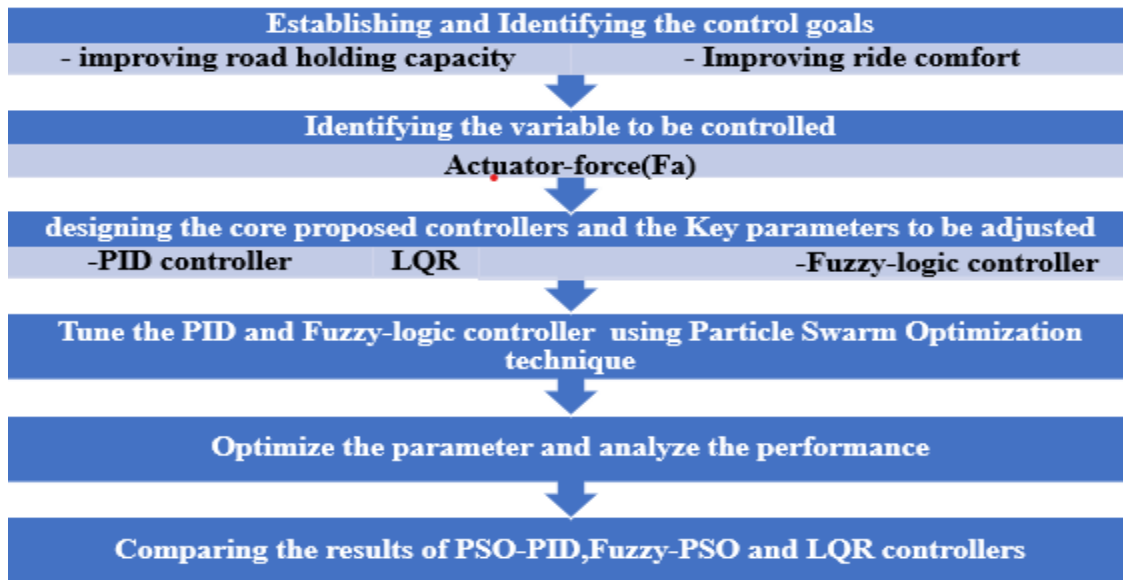 Establishing and Identifying the control goals
- improving road holding capacity - Improving ride comfort
Identifying the variable to be controlled
Actuator-force(Fa)
designing the core proposed controllers and the Key parameters to be adjusted
-PID controller LQR -Fuzzy-logic controller
Tune the PID and Fuzzy-logic controller using Particle Swarm Optimization
technique
Optimize the parameter and analyze the performance
Comparing the results of PSO-PID,Fuzzy-PSO and LQR controllers